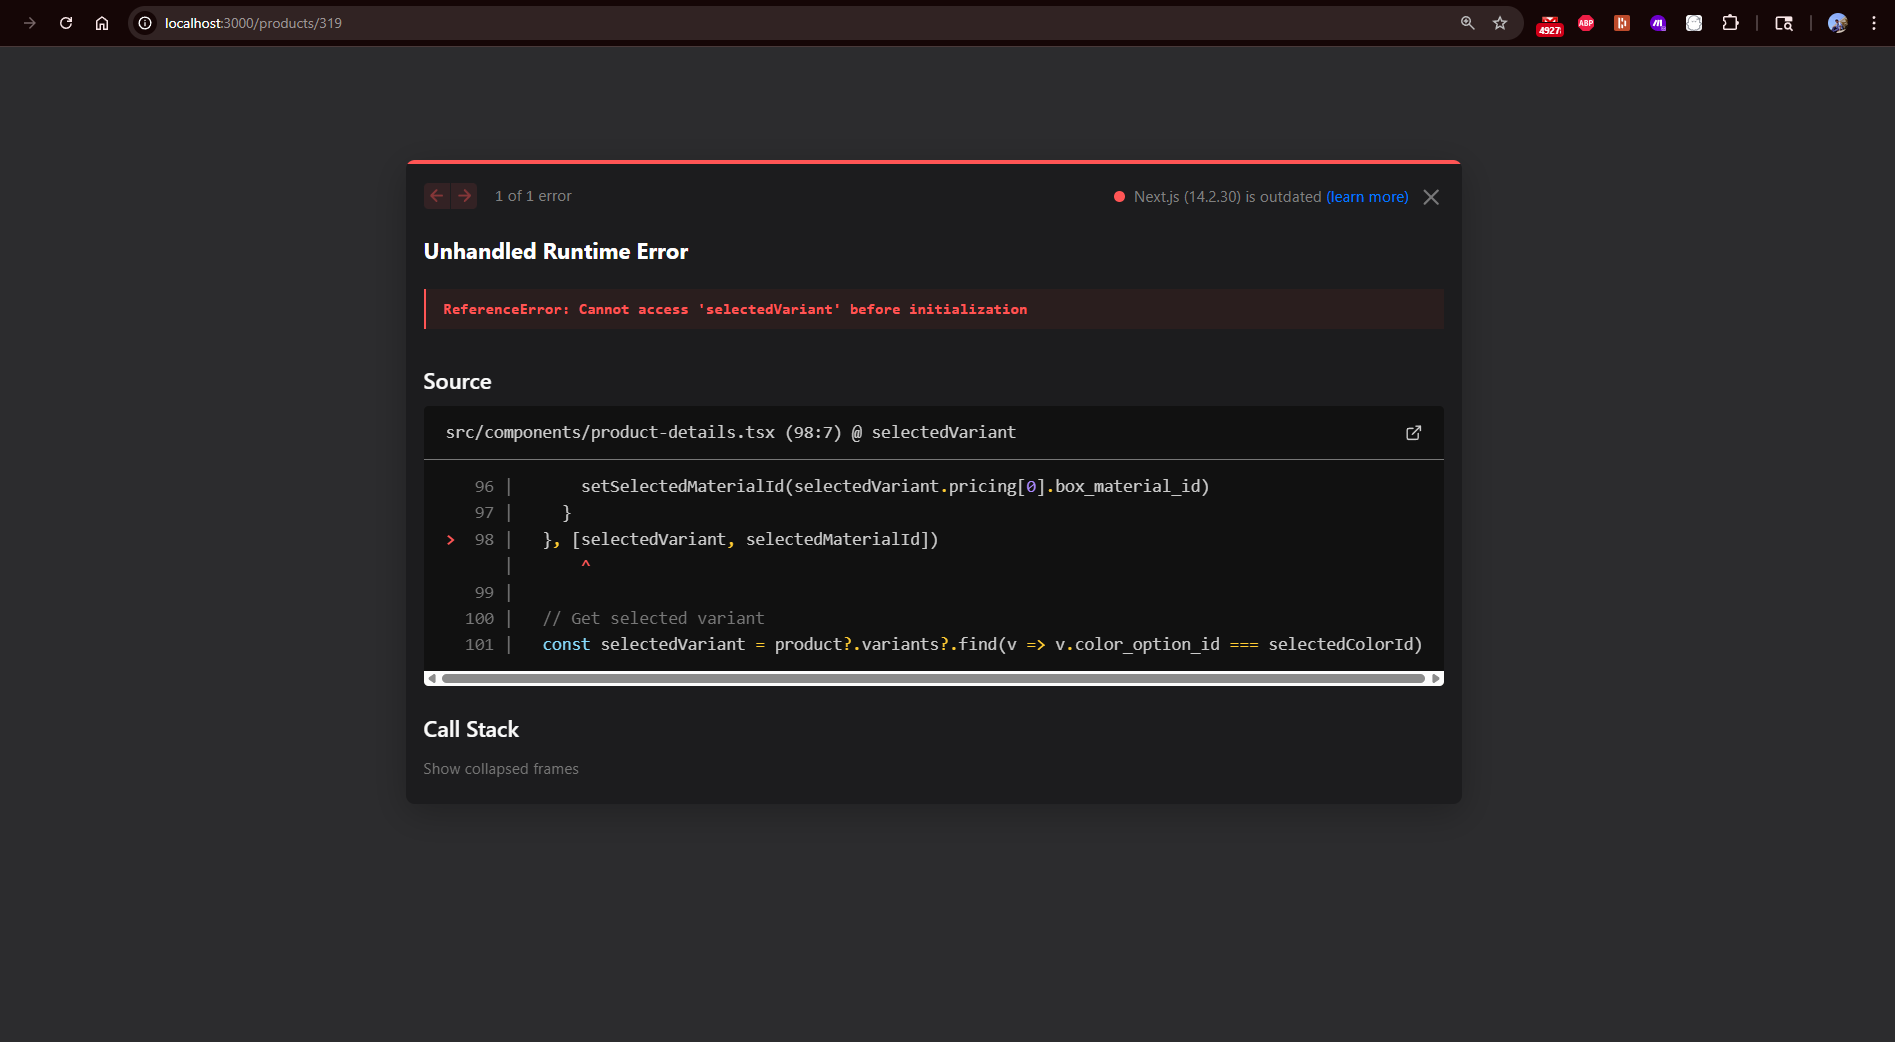 localhost:3000/products/319
4927
ABP
1 of 1 error
Next.js (14.2.30) is outdated (learn more)
Unhandled Runtime Error
ReferenceError: Cannot access 'selectedVariant' before initialization
Source
src/components/product-details.tsx (98:7) @ selectedVariant
96 |       setSelectedMaterialId(selectedVariant.pricing[0].box_material_id)
97 |     }
> 98 |   }, [selectedVariant, selectedMaterialId])
|       ^
99 |
100 |   // Get selected variant
101 |   const selectedVariant = product?.variants?.find(v => v.color_option_id === selectedColorId)
Call Stack
Show collapsed frames